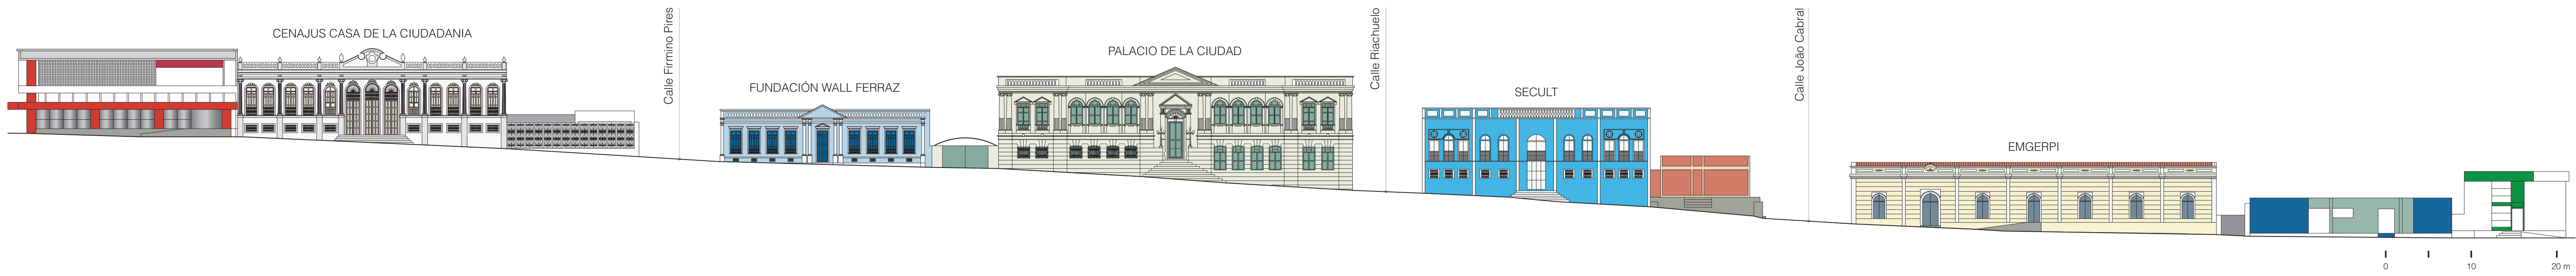 CENAJUS CASA DE LA CIUDADANIA
Calle Firmino Pires
FUNDACIÓN WALL FERRAZ
PALACIO DE LA CIUDAD
Calle Riachuelo
SECULT
Calle João Cabral
EMGERPI
0 10 20 m